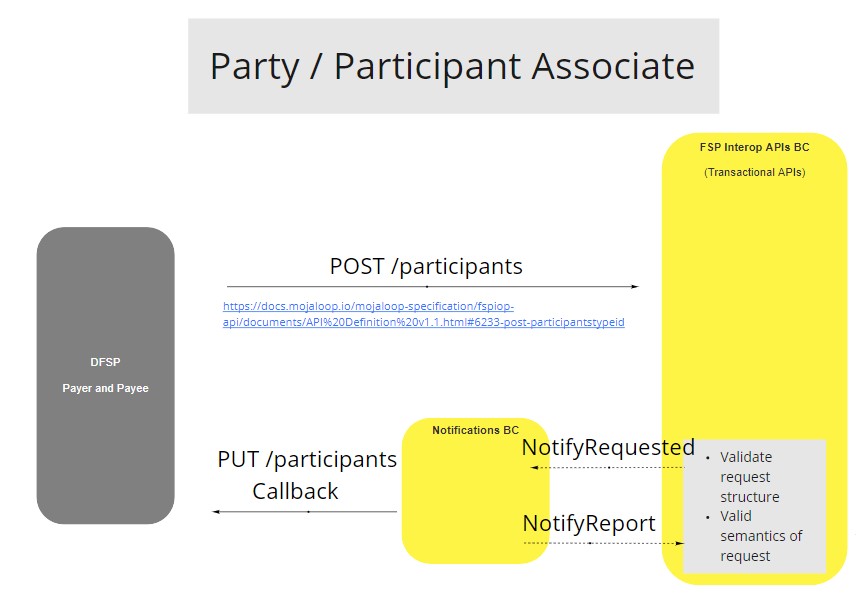 Party / Participant Associate
FSP Interop APIs BC
(Transactional APIs)
POST /participants
https://docs.mojaloop.io/mojaloop-specification/fspiop-
api/documents/API%20Definition%20v1.1.html#6233-post-participantstypeid
DFSP
Payer and Payee
Notifications BC
NotifyRequested
PUT /participants
Callback
NotifyReport
• Validate
request
structure
• Valid
semantics of
request